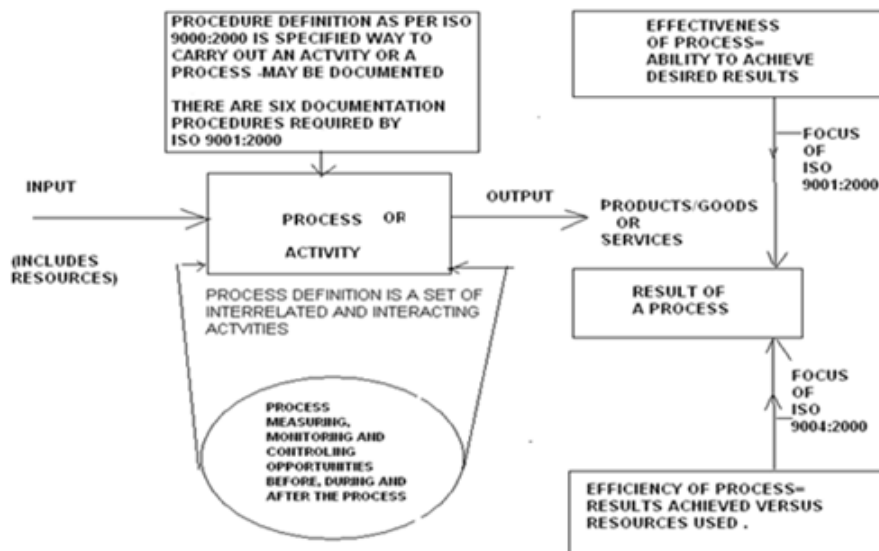 PROCEDURE DEFINITION AS PER ISO
9000:2000 IS SPECIFIED WAY TO
CARRY OUT AN ACTVITY OR A
PROCESS -MAY BE DOCUMENTED
THERE ARE SIX DOCUMENTATION
PROCEDURES REQUIRED BY
ISO 9001:2000
EFFECTIVENESS
OF PROCESS=
ABILITY TO ACHIEVE
DESIRED RESULTS
FOCUS
OF
ISO
9001:2000
INPUT
(INCLUDES
RESOURCES)
PROCESS OR
ACTIVITY
OUTPUT
PRODUCTS/GOODS
OR
SERVICES
PROCESS DEFINITION IS A SET OF
INTERRELATED AND INTERACTING
ACTVITIES
RESULT OF
A PROCESS
PROCESS
MEASURING,
MONITORING AND
CONTROLING
OPPORTUNITIES
BEFORE, DURING AND
AFTER THE PROCESS
FOCUS
OF
ISO
9004:2000
EFFICIENCY OF PROCESS=
RESULTS ACHIEVED VERSUS
RESOURCES USED .